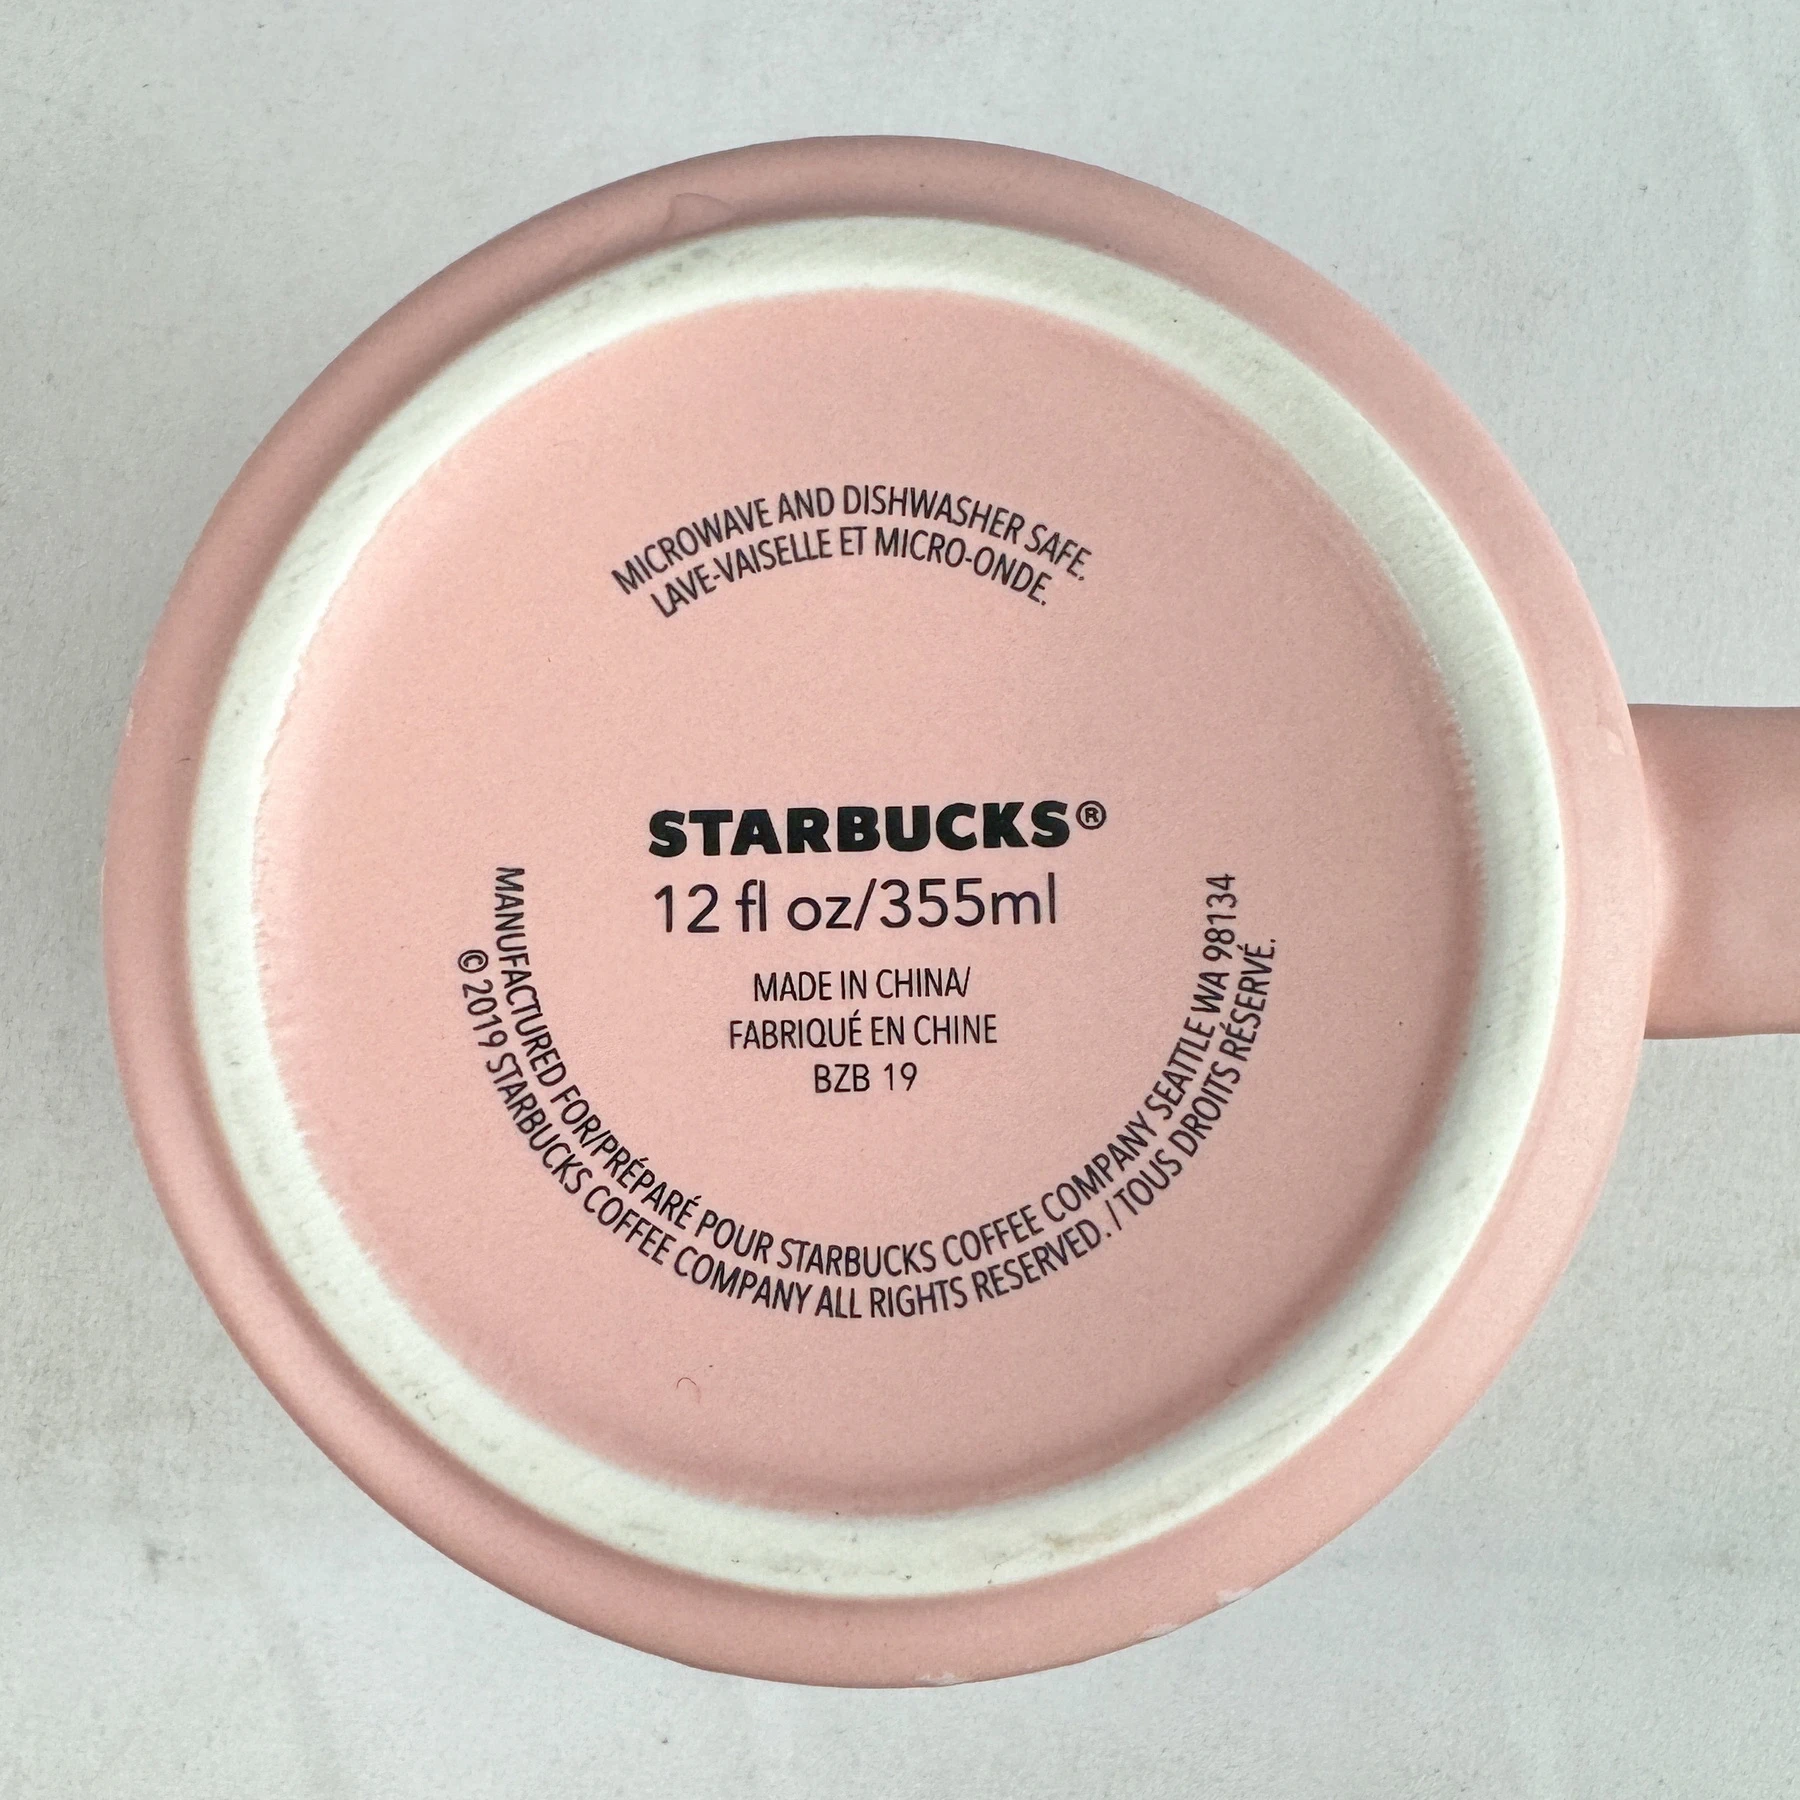 MICROWAVE AND DISHWASHER SAFE.
LAVE-VAISELLE ET MICRO-ONDE.
STARBUCKS®
12 fl oz/355ml
MADE IN CHINA/
FABRIQUÉ EN CHINE
BZB 19
MANUFACTURED FOR/PRÉPARÉ POUR STARBUCKS COFFEE COMPANY SEATTLE WA 98134
© 2019 STARBUCKS COFFEE COMPANY ALL RIGHTS RESERVED. / TOUS DROITS RÉSERVÉ.